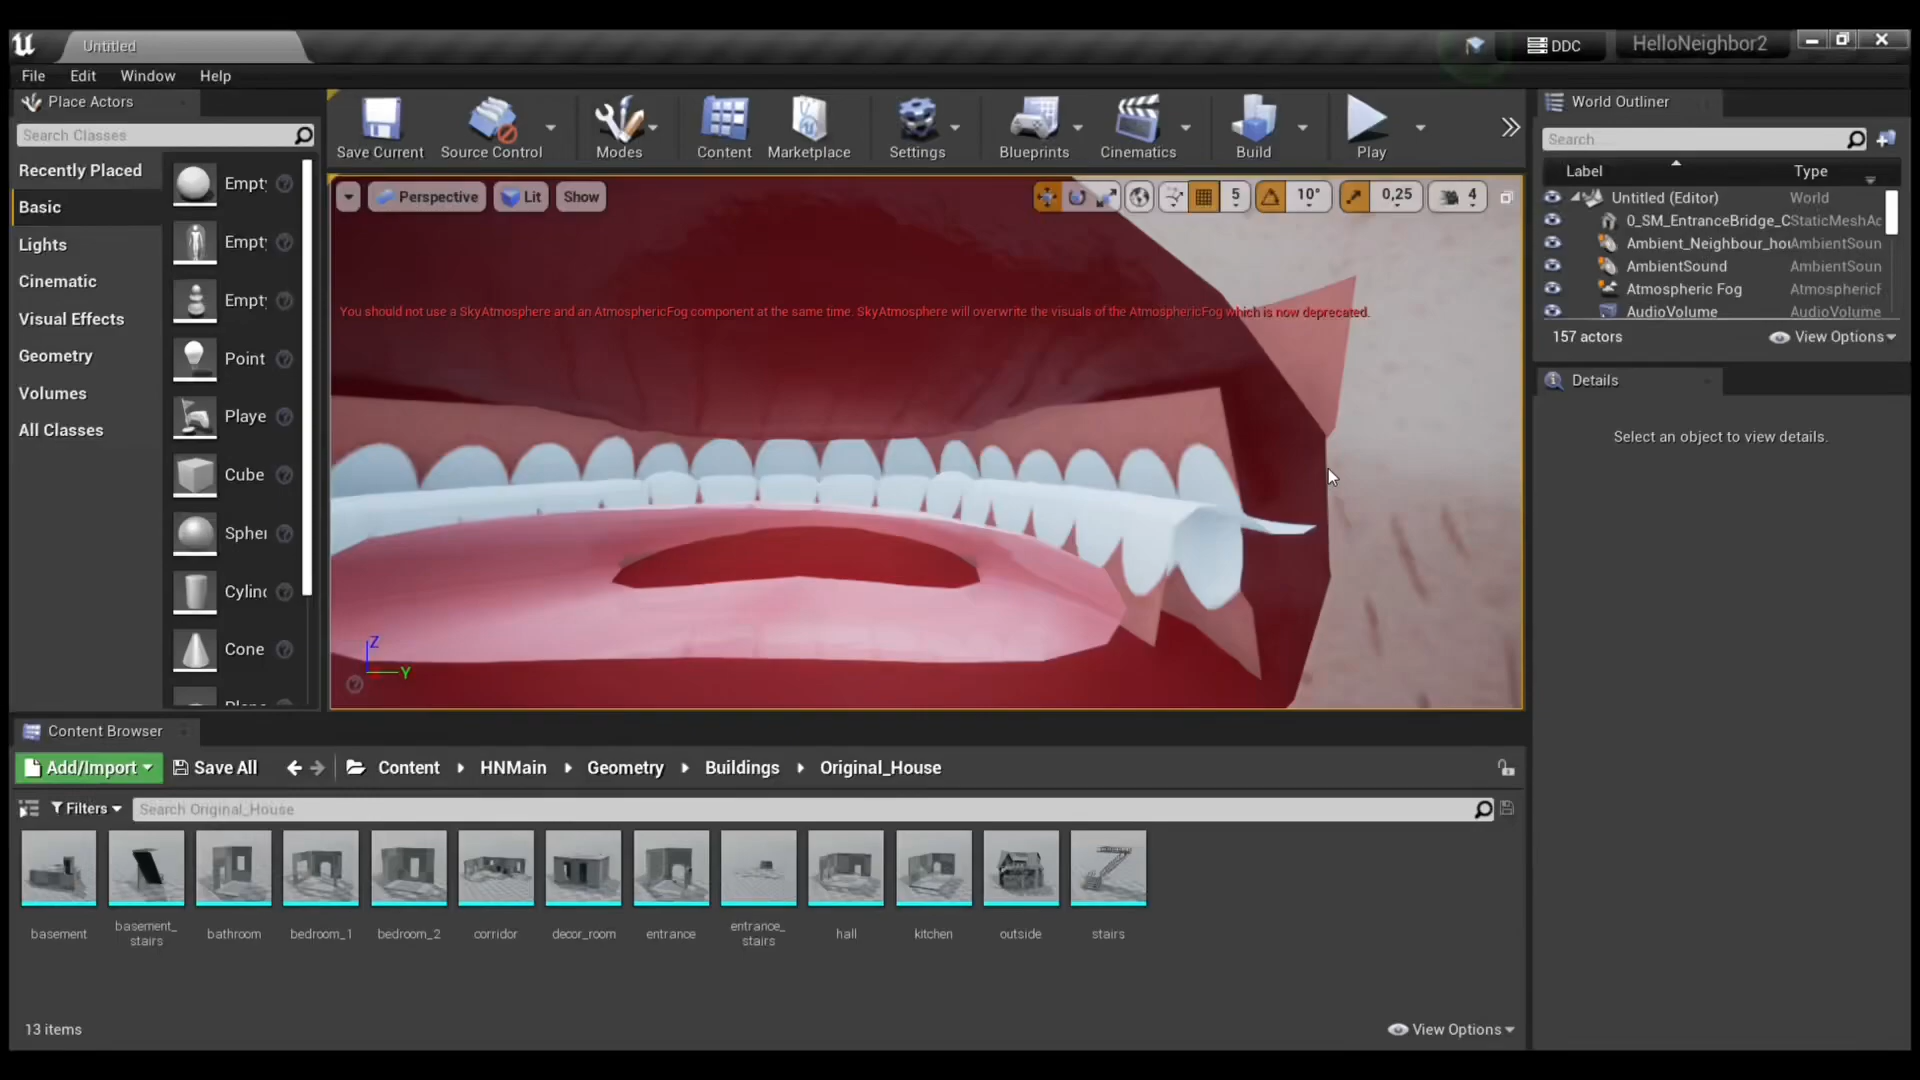 Untitled
DDC
HelloNeighbor2
File Edit Window Help
Place Actors
Search Classes
Recently Placed
Basic
Lights
Cinematic
Visual Effects
Geometry
Volumes
All Classes
Empt
Empt
Empt
Point
Playe
Cube
Spher
Cylind
Cone
Save Current
Source Control
Modes
Content
Marketplace
Settings
Blueprints
Cinematics
Build
Play
Perspective
Lit
Show
5
10°
0,25
4
You should not use a SkyAtmosphere and an AtmosphericFog component at the same time. SkyAtmosphere will overwrite the visuals of the AtmosphericFog which is now deprecated.
Z
Y
World Outliner
Search...
Label Type
Untitled (Editor) World
0_SM_EntranceBridge_C StaticMeshAc
Ambient_Neighbour_hou AmbientSoun
AmbientSound AmbientSoun
Atmospheric Fog AtmosphericF
AudioVolume AudioVolume
157 actors
View Options
Details
Select an object to view details.
Content Browser
Add/Import
Save All
Content HNMain Geometry Buildings Original_House
Filters
Search Original_House
basement
basement_
stairs
bathroom
bedroom_1
bedroom_2
corridor
decor_room
entrance
entrance_
stairs
hall
kitchen
outside
stairs
13 items
View Options